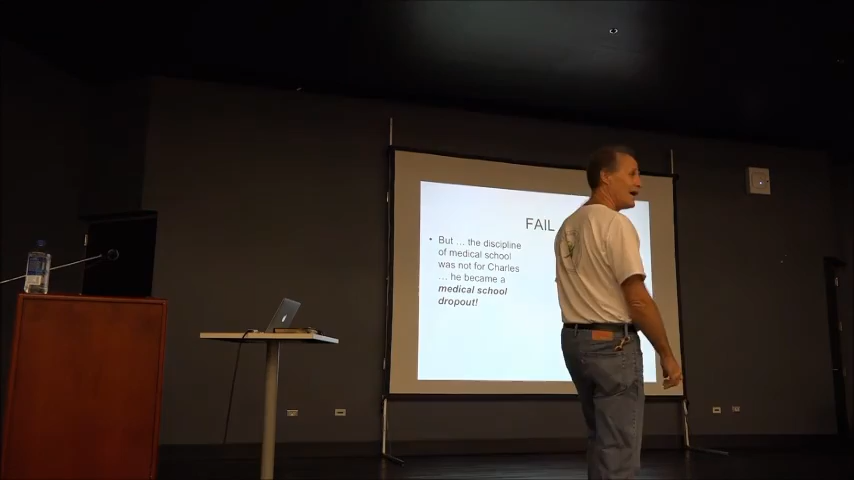 FAIL
• But … the discipline
of medical school
was not for Charles
… he became a
medical school
dropout!